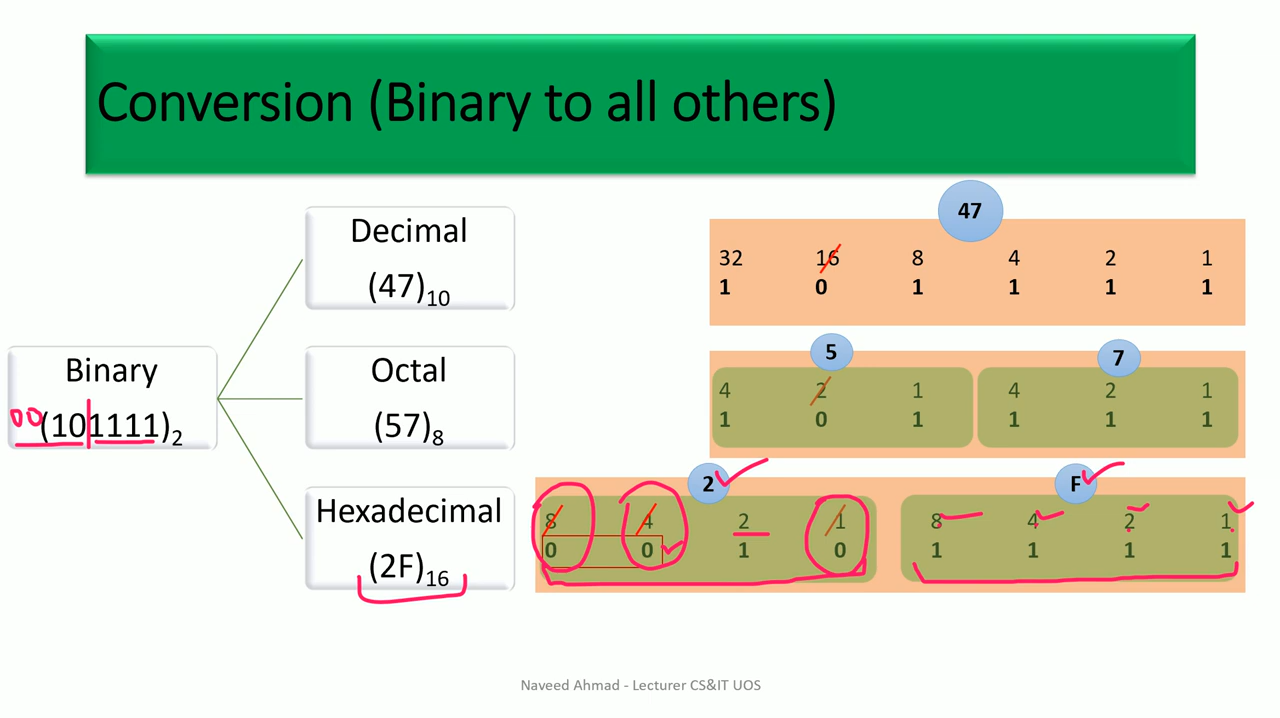 Conversion (Binary to all others)
Decimal
(47)10
Binary
00(101111)2
Octal
(57)8
Hexadecimal
(2F)16
47
32 16 8 4 2 1
1 0 1 1 1 1
5 7
4 2 1 4 2 1
1 0 1 1 1 1
2 F
8 4 2 1 8 4 2 1
0 0 1 0 1 1 1 1
Naveed Ahmad - Lecturer CS&IT UOS